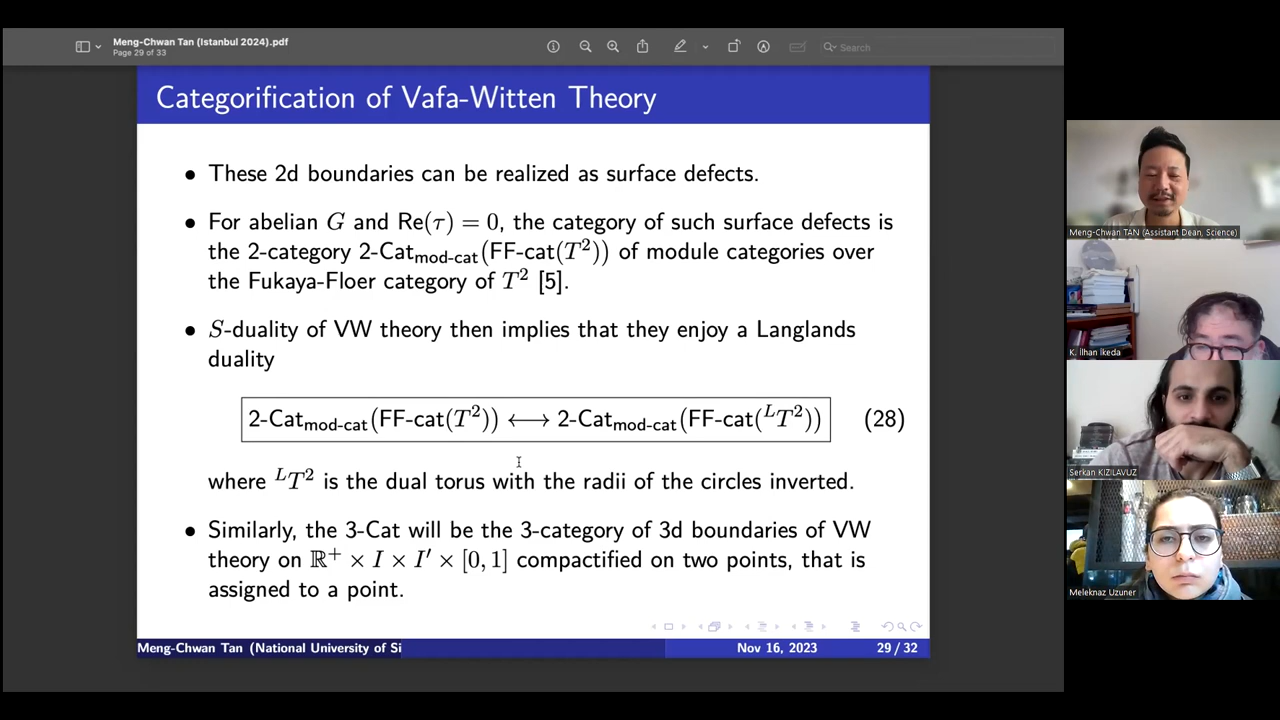 Meng-Chwan Tan (Istanbul 2024).pdf
Page 29 of 33
Search
Categorification of Vafa-Witten Theory
• These 2d boundaries can be realized as surface defects.
• For abelian G and Re(τ) = 0, the category of such surface defects is
the 2-category 2-Cat_mod-cat(FF-cat(T²)) of module categories over
the Fukaya-Floer category of T² [5].
• S-duality of VW theory then implies that they enjoy a Langlands
duality
2-Cat_mod-cat(FF-cat(T²)) ⟷ 2-Cat_mod-cat(FF-cat(ᴸT²)) (28)
where ᴸT² is the dual torus with the radii of the circles inverted.
• Similarly, the 3-Cat will be the 3-category of 3d boundaries of VW
theory on ℝ⁺ × I × I′ × [0, 1] compactified on two points, that is
assigned to a point.
Meng-Chwan Tan (National University of Si
Nov 16, 2023
29 / 32
Meng-Chwan TAN (Assistant Dean, Science)
K. İlhan İkeda
Serkan KIZILAVUZ
Meleknaz Uzuner